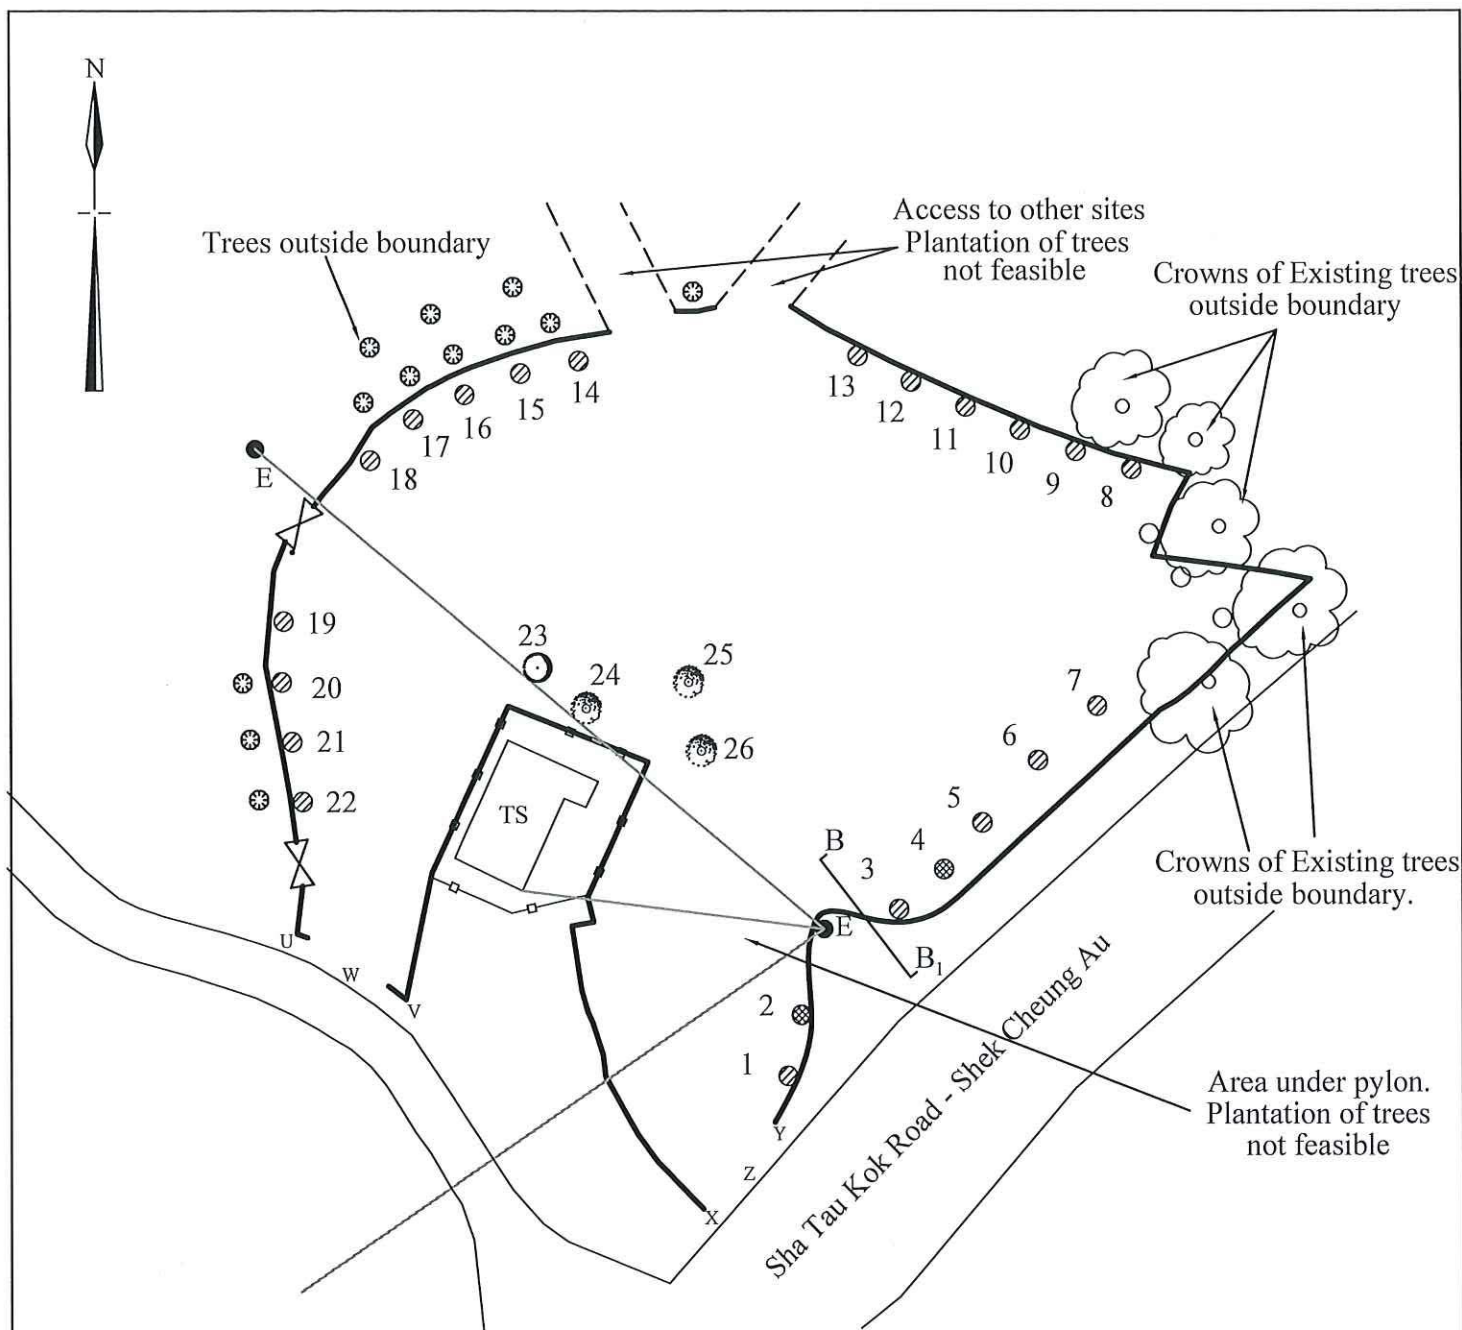 N
Access to other sites
Plantation of trees
not feasible
Trees outside boundary
Crowns of Existing trees
outside boundary
13
14
12
15
16
11
17
10
18
9
8
E
19
23
25
24
20
7
26
6
21
22
TS
5
B
4
3
Crowns of Existing trees
outside boundary.
E
U
B1
W
V
2
1
Area under pylon.
Plantation of trees
not feasible
Y
Z
X
Sha Tau Kok Road - Shek Cheung Au